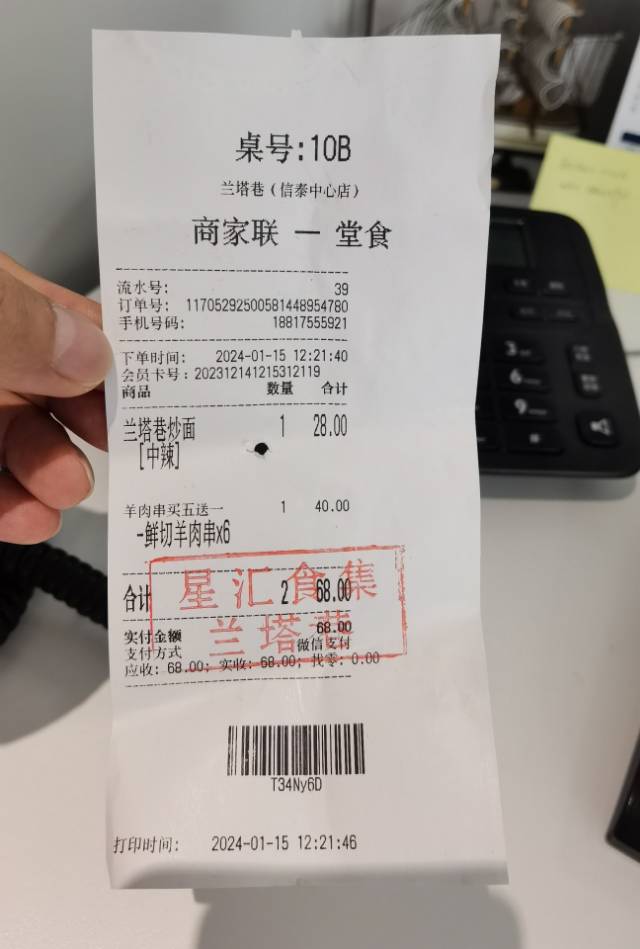 桌号:10B
兰塔巷(信泰中心店)
商家联 — 堂食
流水号: 39
订单号: 11705292500581448954780
手机号码: 18817555921
下单时间: 2024-01-15 12:21:40
会员卡号:202312141215312119
商品 数量 合计
兰塔巷炒面 1 28.00
[中辣]
羊肉串买五送一 1 40.00
-鲜切羊肉串x6
合计 2 68.00
星汇食集
兰塔巷
实付金额 68.00
支付方式 微信支付
应收: 68.00; 实收: 68.00; 找零: 0.00
T34Ny6D
打印时间: 2024-01-15 12:21:46
3
6
9
#